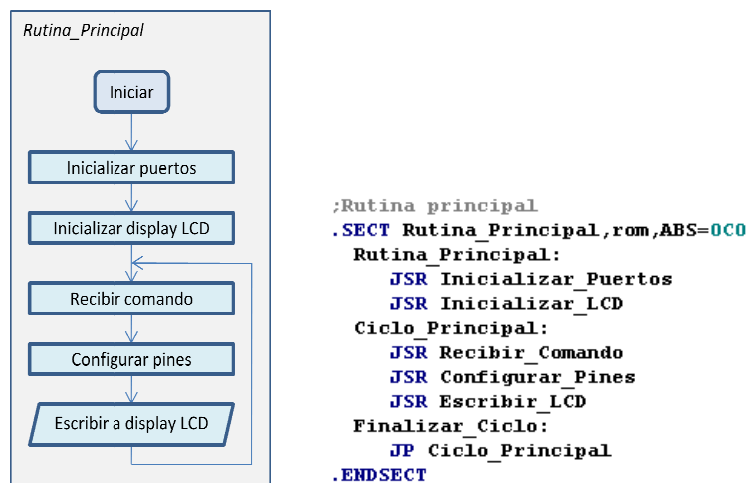 Rutina_Principal
Iniciar
Inicializar puertos
Inicializar display LCD
Recibir comando
Configurar pines
Escribir a display LCD
;Rutina principal
.SECT Rutina_Principal,rom,ABS=0C0
Rutina_Principal:
JSR Inicializar_Puertos
JSR Inicializar_LCD
Ciclo_Principal:
JSR Recibir_Comando
JSR Configurar_Pines
JSR Escribir_LCD
Finalizar_Ciclo:
JP Ciclo_Principal
.ENDSECT